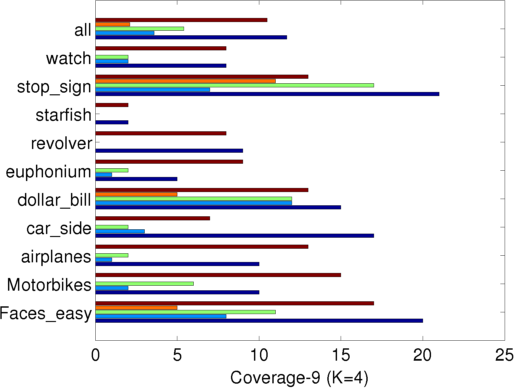 all
watch
stop_sign
starfish
revolver
euphonium
dollar_bill
car_side
airplanes
Motorbikes
Faces_easy
0 5 10 15 20 25
Coverage-9 (K=4)